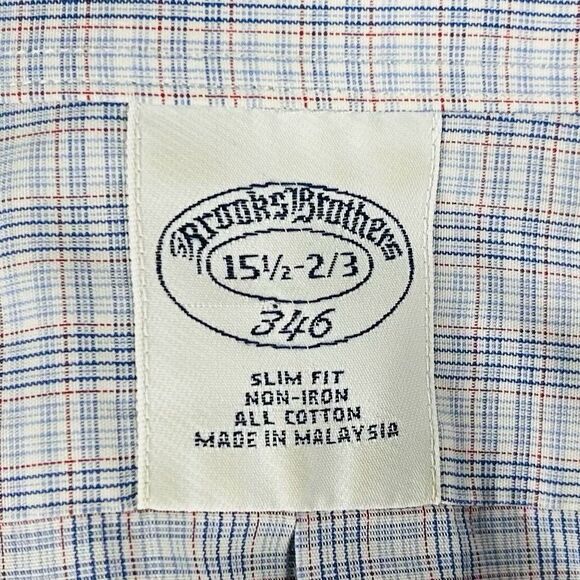 Brooks Brothers
15½-2/3
346
SLIM FIT
NON-IRON
ALL COTTON
MADE IN MALAYSIA